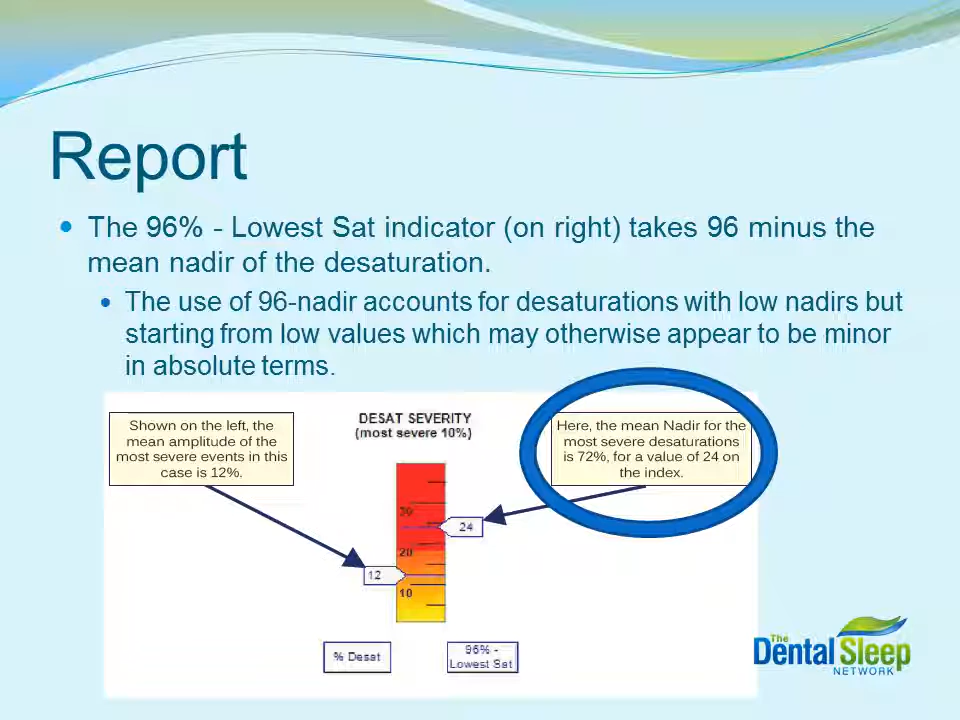 Report
The 96% - Lowest Sat indicator (on right) takes 96 minus the
mean nadir of the desaturation.
The use of 96-nadir accounts for desaturations with low nadirs but
starting from low values which may otherwise appear to be minor
in absolute terms.
Shown on the left, the
mean amplitude of the
most severe events in this
case is 12%.
DESAT SEVERITY
(most severe 10%)
Here, the mean Nadir for the
most severe desaturations
is 72%, for a value of 24 on
the index.
30
24
20
12
10
% Desat
96% -
Lowest Sat
The
Dental Sleep
NETWORK